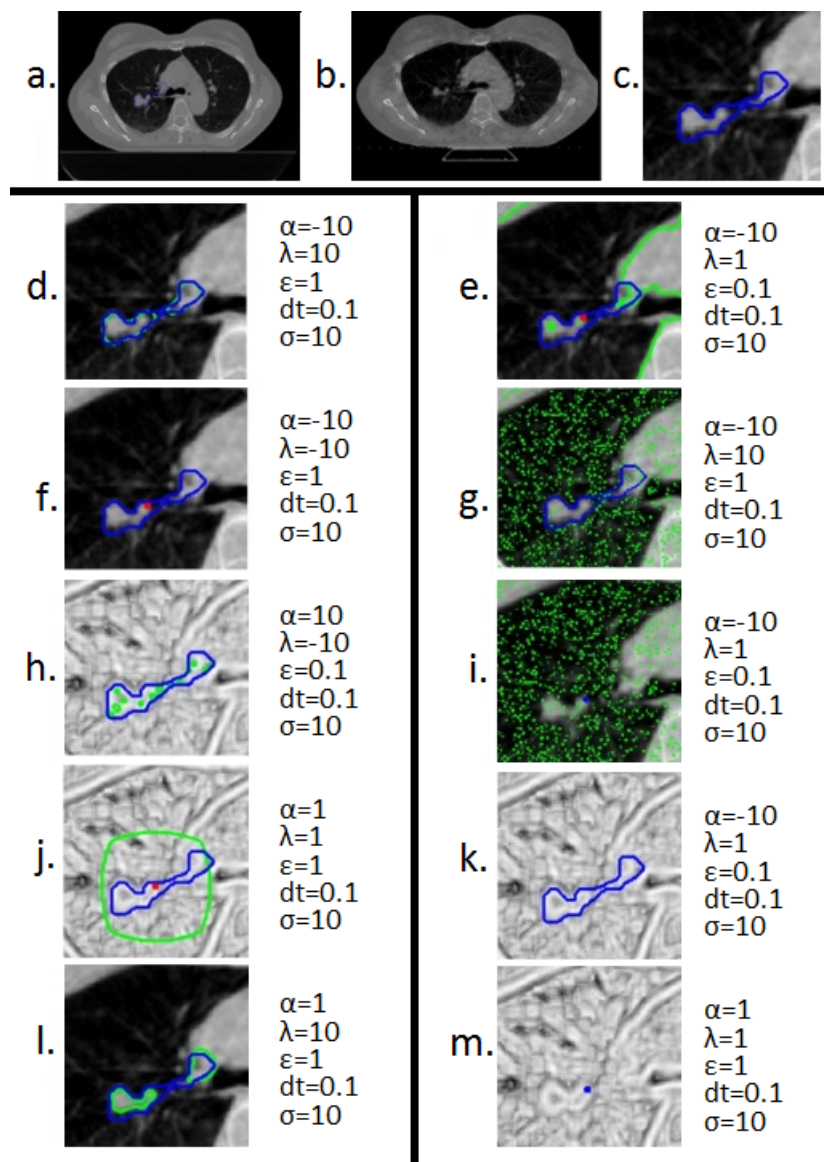 a.
b.
c.
d.
α=-10
λ=10
ε=1
dt=0.1
σ=10
e.
α=-10
λ=1
ε=0.1
dt=0.1
σ=10
f.
α=-10
λ=-10
ε=1
dt=0.1
σ=10
g.
α=-10
λ=10
ε=1
dt=0.1
σ=10
h.
α=10
λ=-10
ε=0.1
dt=0.1
σ=10
i.
α=-10
λ=1
ε=0.1
dt=0.1
σ=10
j.
α=1
λ=1
ε=1
dt=0.1
σ=10
k.
α=-10
λ=1
ε=0.1
dt=0.1
σ=10
l.
α=1
λ=10
ε=1
dt=0.1
σ=10
m.
α=1
λ=1
ε=1
dt=0.1
σ=10